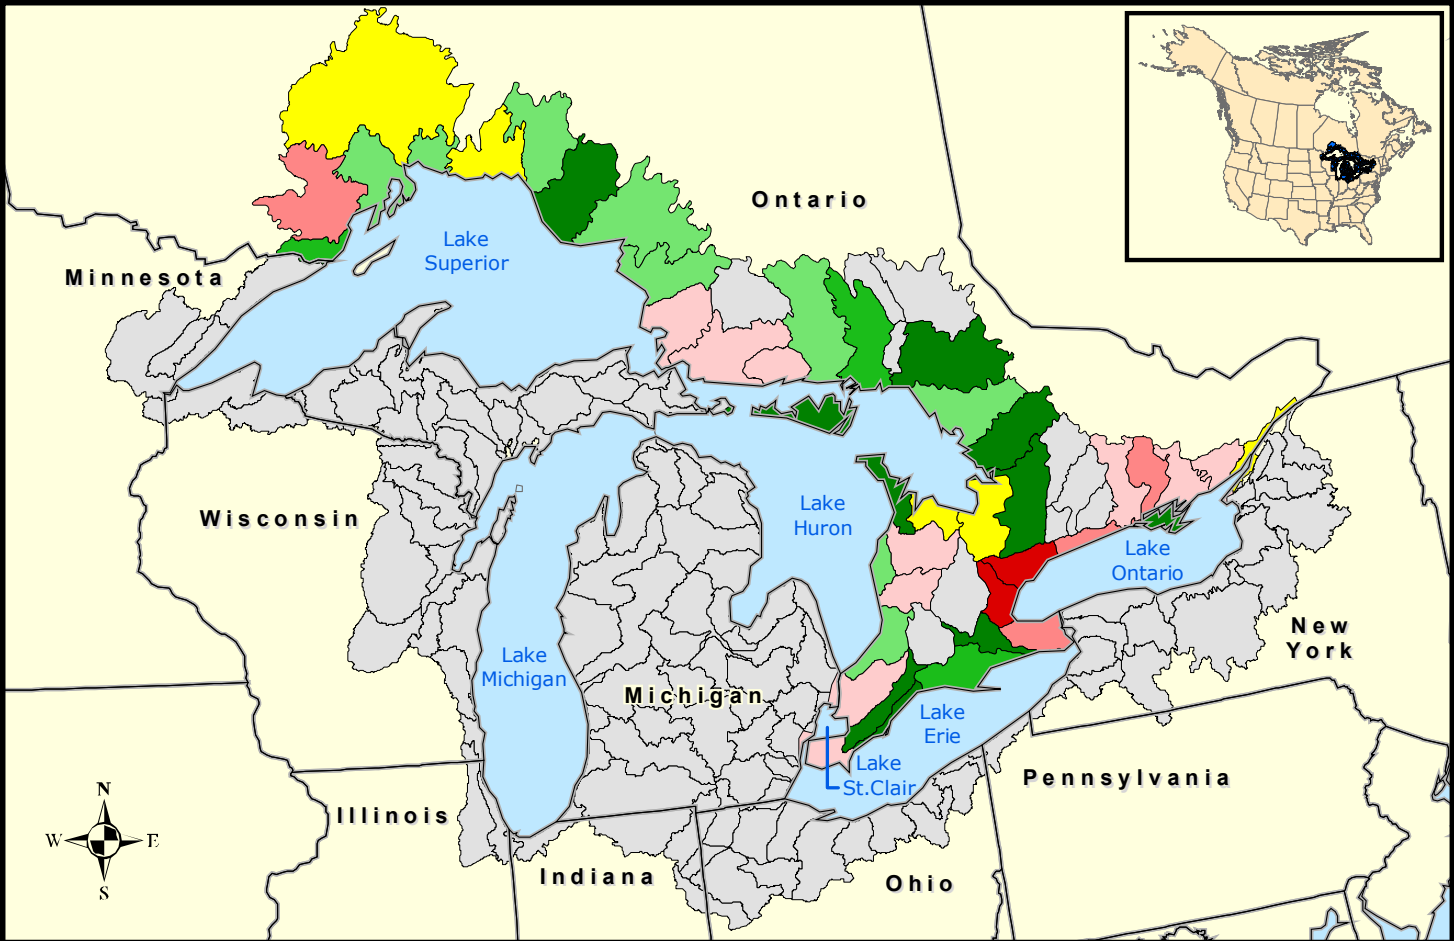 Ontario
Lake
Superior
Minnesota
Wisconsin
Lake
Huron
Lake
Ontario
New
York
Lake
Michigan
Michigan
Lake
Erie
Lake
St.Clair
Pennsylvania
Illinois
Indiana
Ohio
N
W
E
S